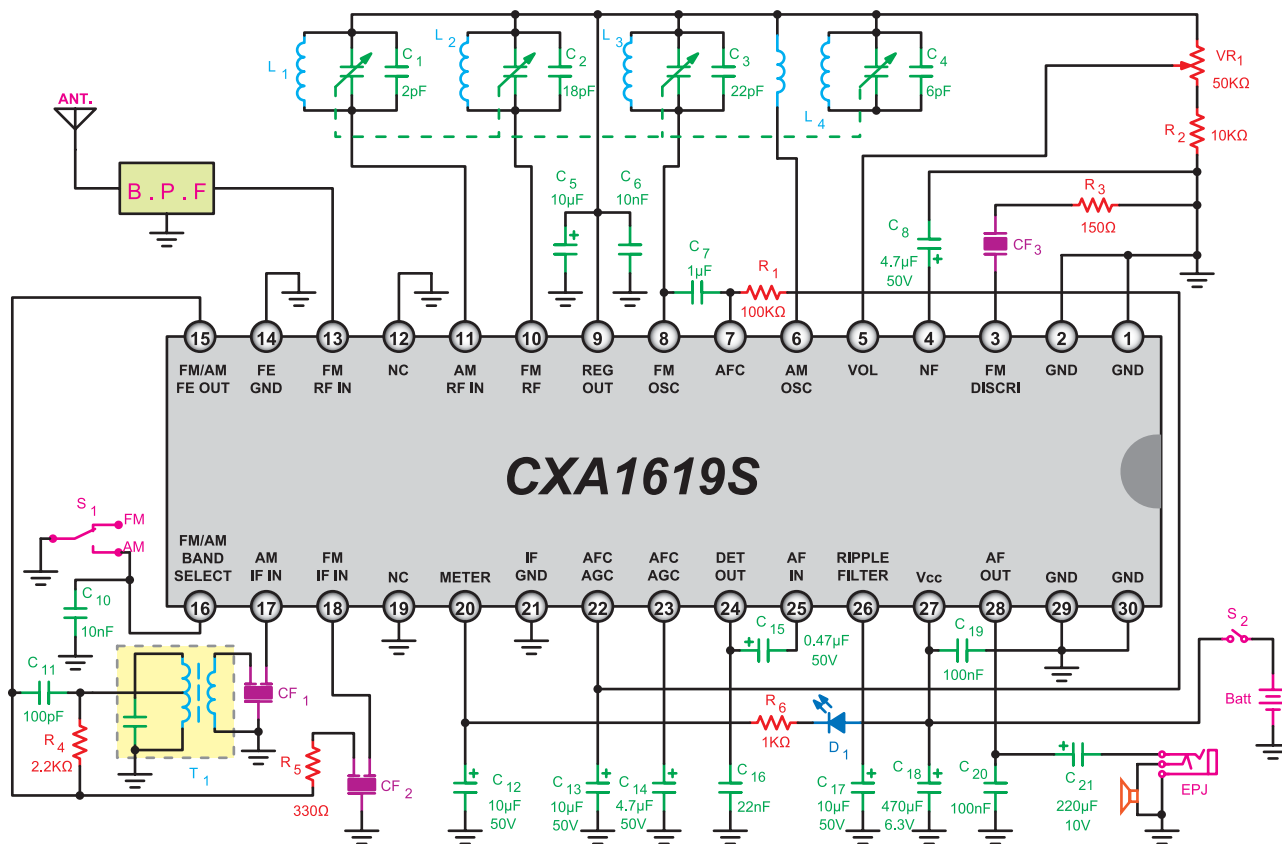 L1
C1
2pF
L2
C2
18pF
L3
C3
22pF
L4
C4
6pF
VR1
50KΩ
R2
10KΩ
ANT.
B.P.F
C5
10µF
C6
10nF
C7
1µF
R1
100KΩ
C8
4.7µF
50V
CF3
R3
150Ω
15
14
13
12
11
10
9
8
7
6
5
4
3
2
1
FM/AM
FE OUT
FE
GND
FM
RF IN
NC
AM
RF IN
FM
RF
REG
OUT
FM
OSC
AFC
AM
OSC
VOL
NF
FM
DISCRI
GND
GND
CXA1619S
S1
FM
AM
FM/AM
BAND
SELECT
AM
IF IN
FM
IF IN
NC
METER
IF
GND
AFC
AGC
AFC
AGC
DET
OUT
AF
IN
RIPPLE
FILTER
Vcc
AF
OUT
GND
GND
16
17
18
19
20
21
22
23
24
25
26
27
28
29
30
C10
10nF
C11
100pF
R4
2.2KΩ
T1
CF1
R5
330Ω
CF2
C15
0.47µF
50V
C19
100nF
S2
Batt
R6
1KΩ
D1
C12
10µF
50V
C13
10µF
50V
C14
4.7µF
50V
C16
22nF
C17
10µF
50V
C18
470µF
6.3V
C20
100nF
C21
220µF
10V
EPJ